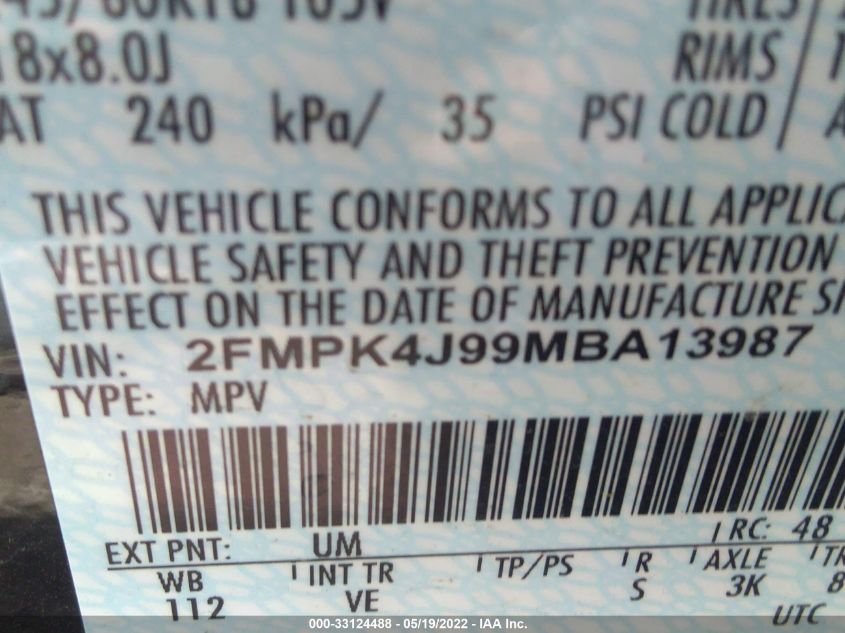 TIRES
18x8.0J RIMS
AT 240 kPa/ 35 PSI COLD
THIS VEHICLE CONFORMS TO ALL
VEHICLE SAFETY AND THEFT PREVENTION
EFFECT ON THE DATE OF MANUFACTURE
VIN: 2FMPK4J99MBA13987
TYPE: MPV
EXT PNT: UM RC: 48
WB INT TR TP/PS R AXLE
112 VE S 3K 8
UTC
000-33124488 - 05/19/2022 - IAA Inc.